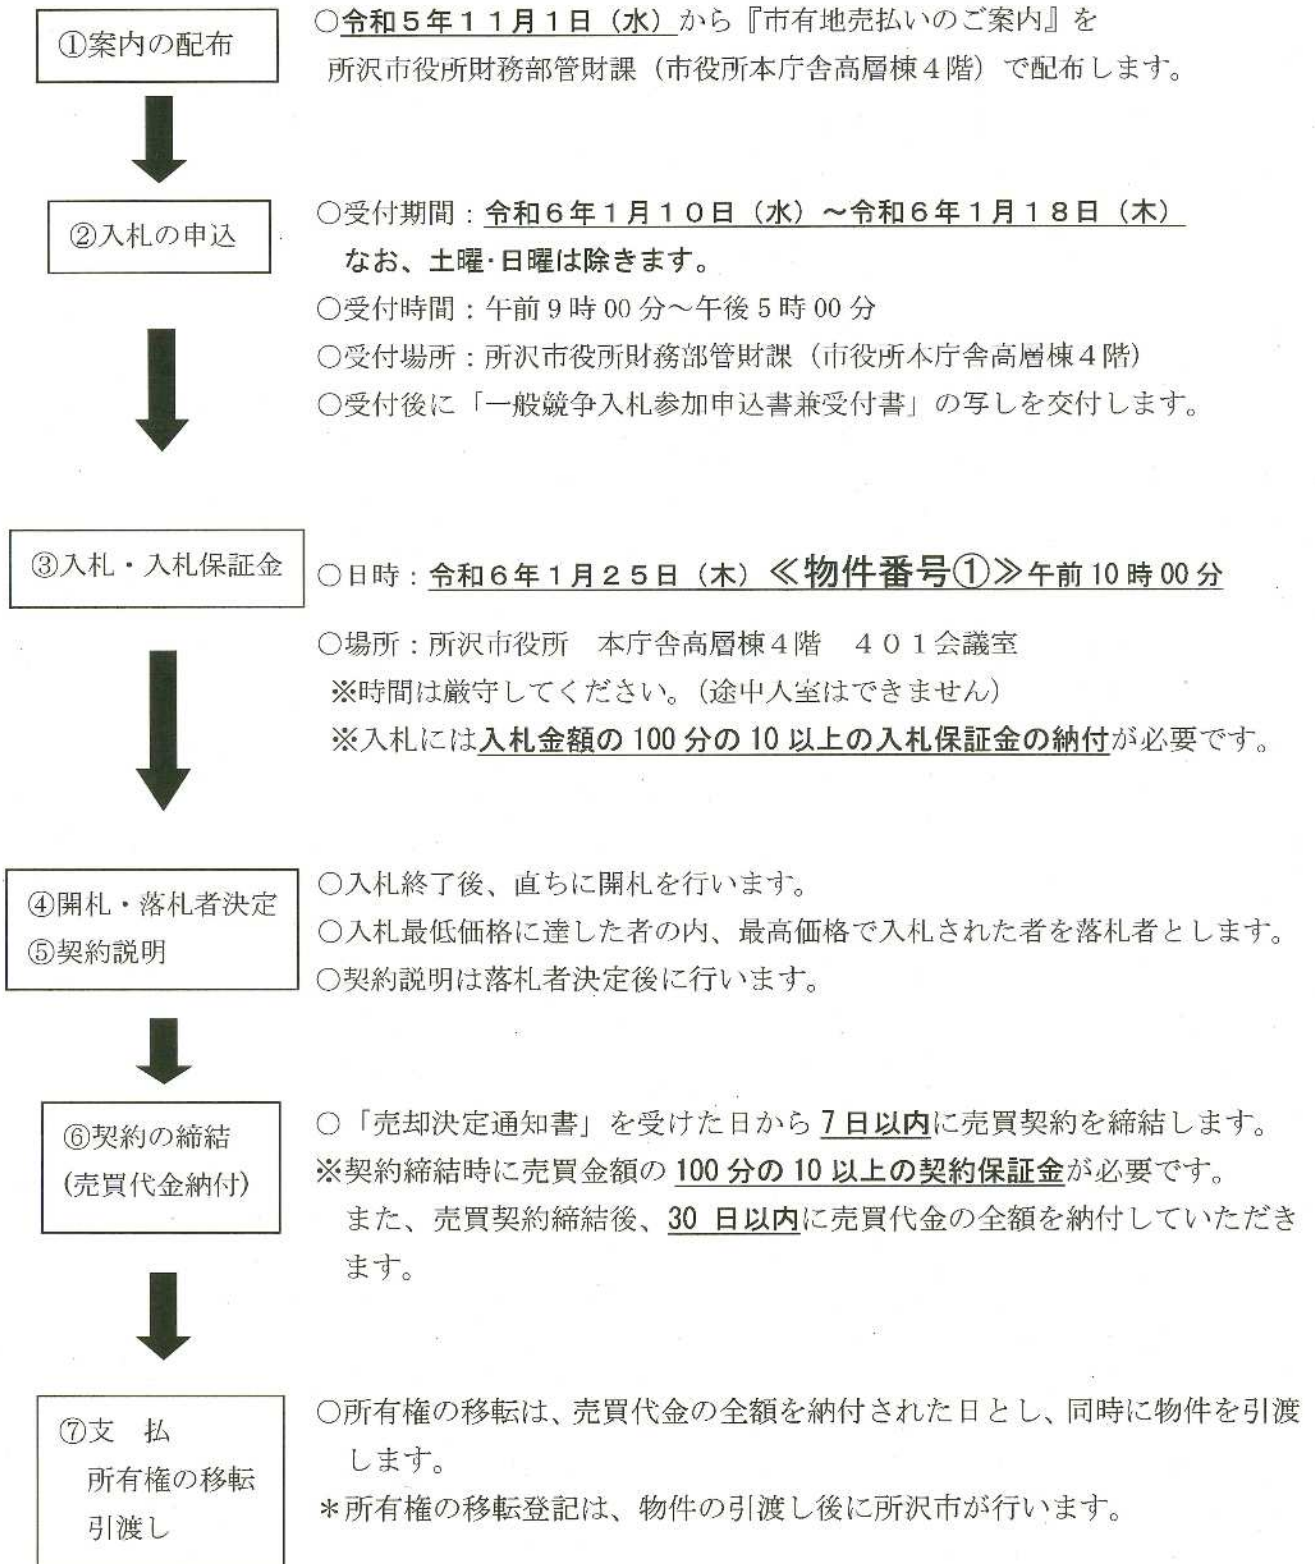 ①案内の配布
○令和５年１１月１日（水）から『市有地売払いのご案内』を
所沢市役所財務部管財課（市役所本庁舎高層棟４階）で配布します。
②入札の申込
○受付期間：令和６年１月１０日（水）～令和６年１月１８日（木）
なお、土曜･日曜は除きます。
○受付時間：午前９時 00 分～午後５時 00 分
○受付場所：所沢市役所財務部管財課（市役所本庁舎高層棟４階）
○受付後に「一般競争入札参加申込書兼受付書」の写しを交付します。
③入札・入札保証金
○日時：令和６年１月２５日（木）≪物件番号①≫午前 10 時 00 分
○場所：所沢市役所　本庁舎高層棟４階　４０１会議室
※時間は厳守してください。（途中入室はできません）
※入札には入札金額の 100 分の 10 以上の入札保証金の納付が必要です。
④開札・落札者決定
⑤契約説明
○入札終了後、直ちに開札を行います。
○入札最低価格に達した者の内、最高価格で入札された者を落札者とします。
○契約説明は落札者決定後に行います。
⑥契約の締結
(売買代金納付)
○「売却決定通知書」を受けた日から 7 日以内に売買契約を締結します。
※契約締結時に売買金額の 100 分の 10 以上の契約保証金が必要です。
また、売買契約締結後、30 日以内に売買代金の全額を納付していただき
ます。
⑦支　払
所有権の移転
引渡し
○所有権の移転は、売買代金の全額を納付された日とし、同時に物件を引渡
します。
＊所有権の移転登記は、物件の引渡し後に所沢市が行います。